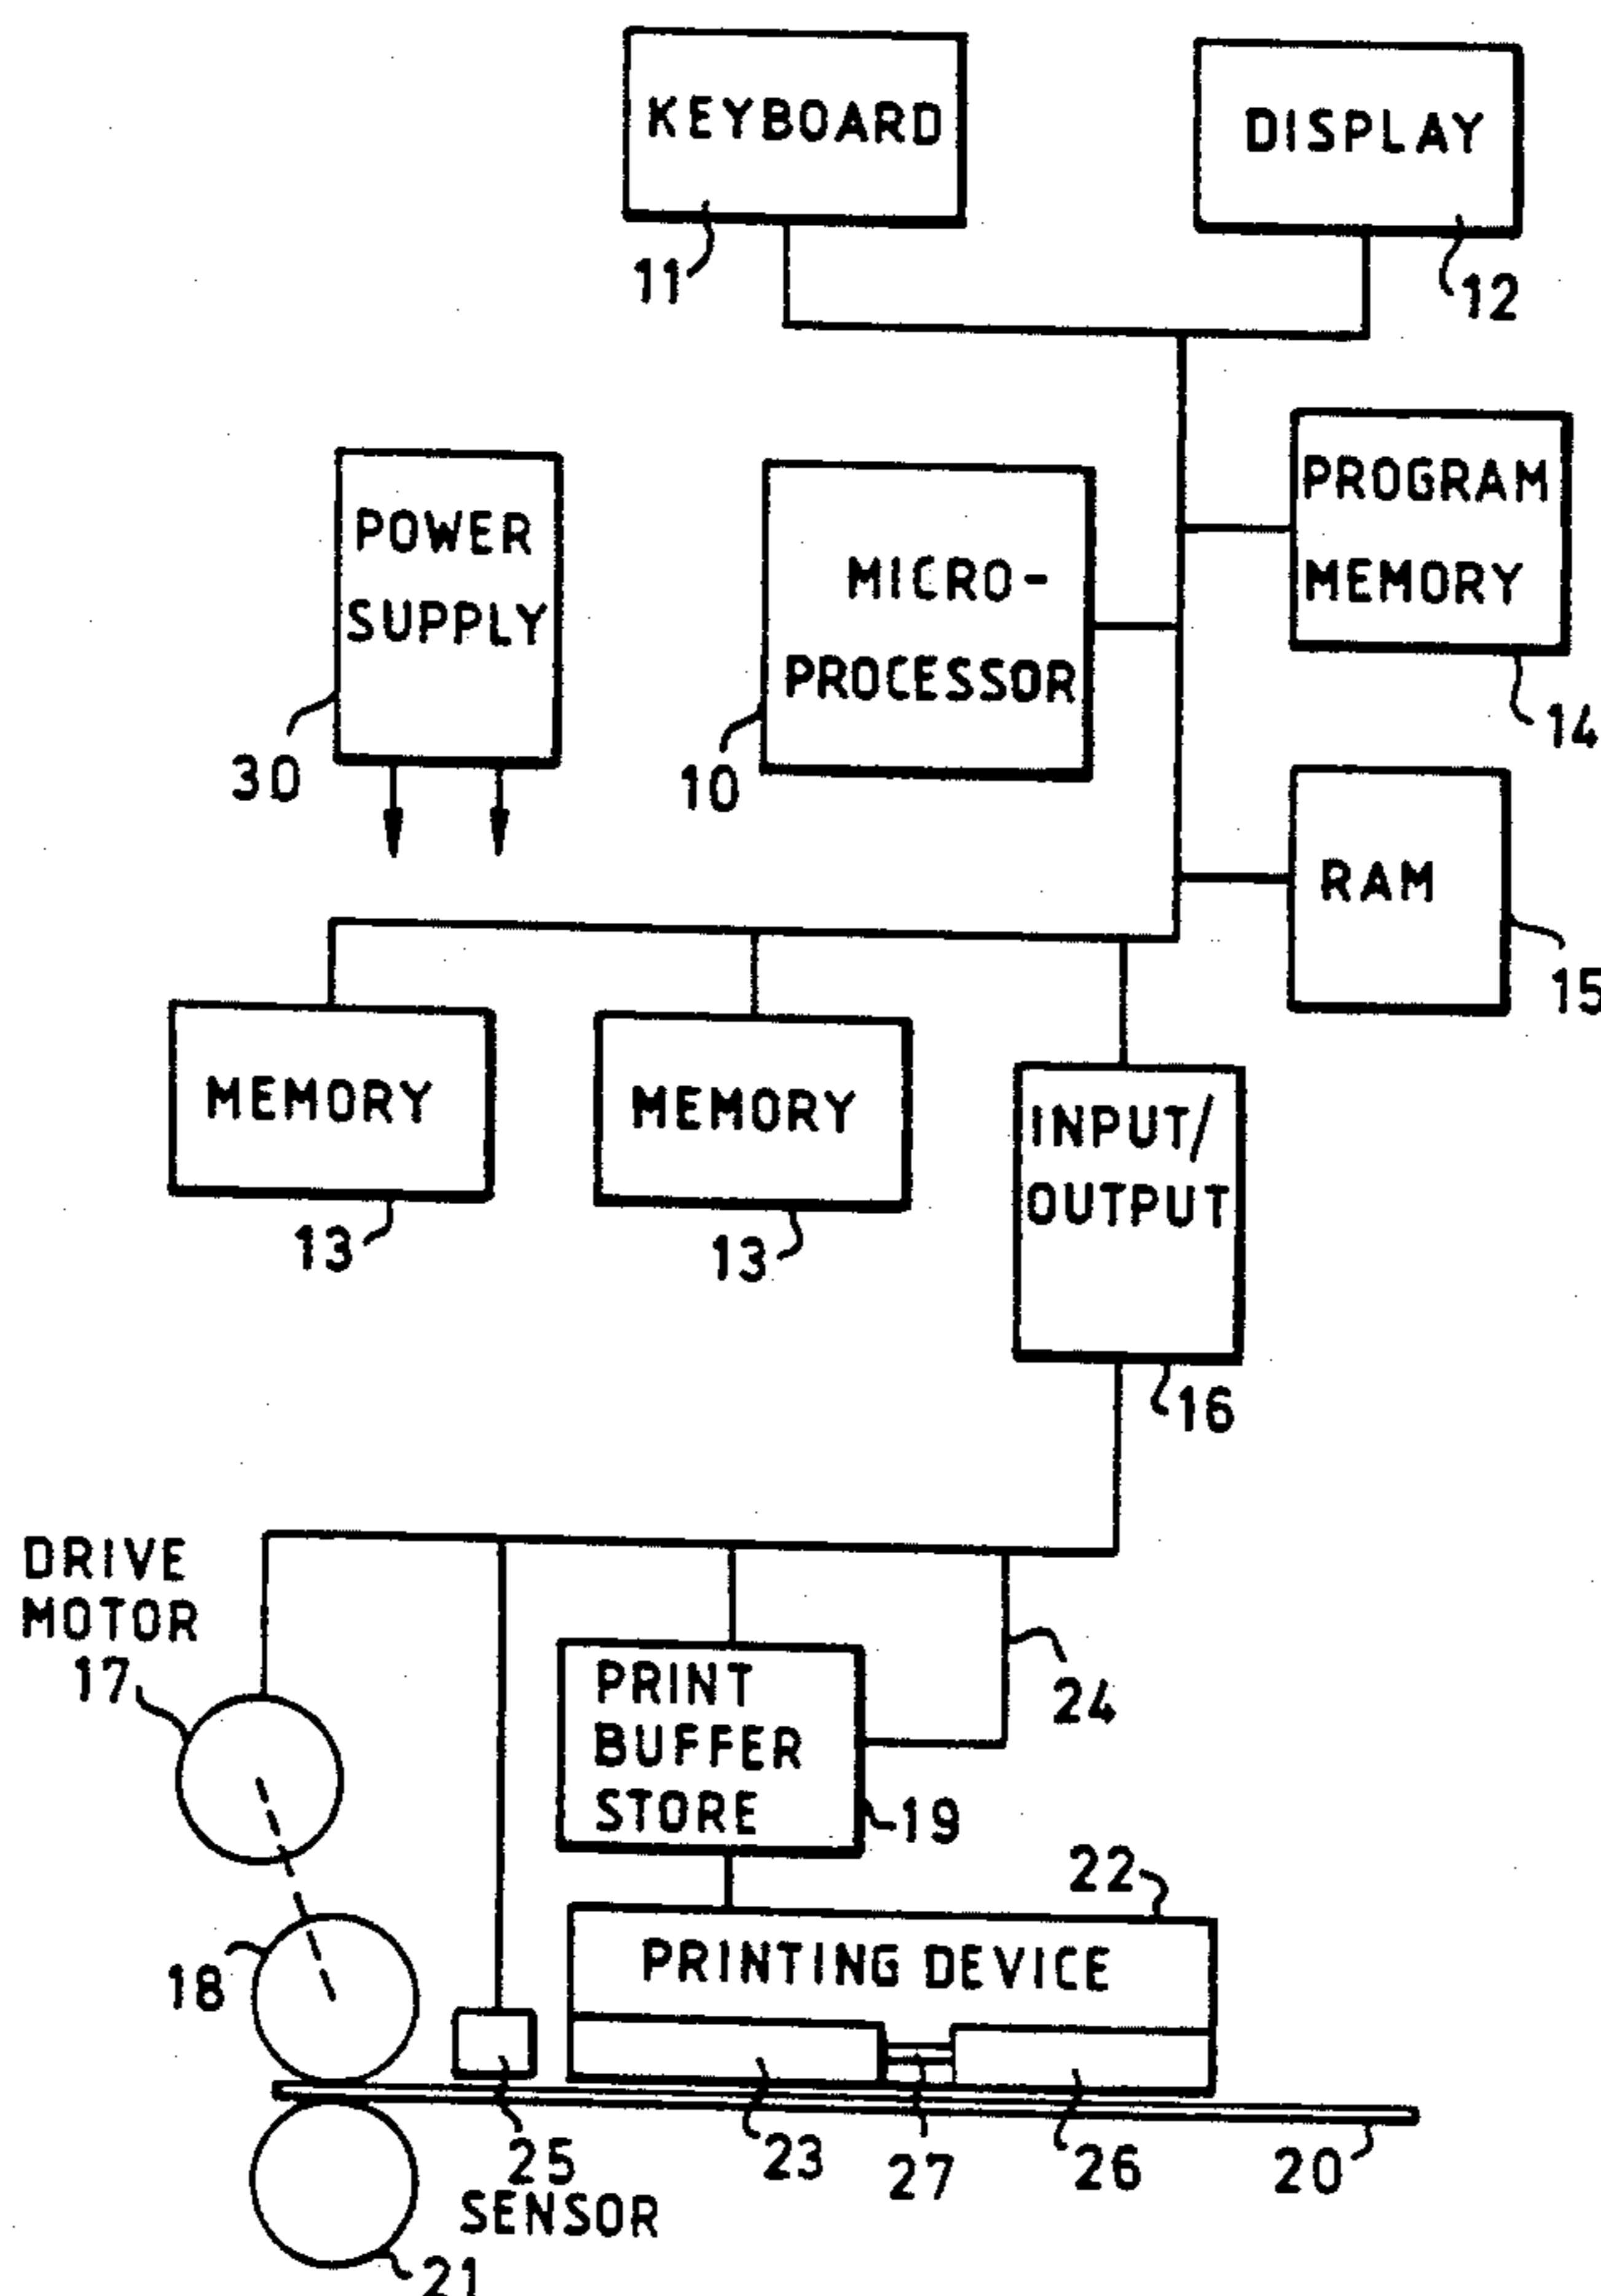 KEYBOARD
11
DISPLAY
12
POWER
SUPPLY
30
MICRO-
PROCESSOR
10
PROGRAM
MEMORY
14
RAM
15
MEMORY
13
MEMORY
13
INPUT/
OUTPUT
16
DRIVE
MOTOR
17
PRINT
BUFFER
STORE
24
19
22
18
PRINTING DEVICE
25
SENSOR
23
27
26
20
21